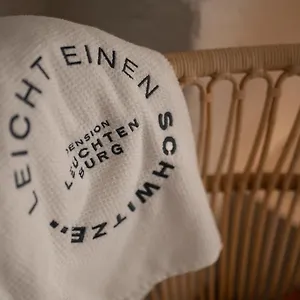 LEICHT EINEN SCHWITZE„
PENSION
LEUCHTEN
BURG